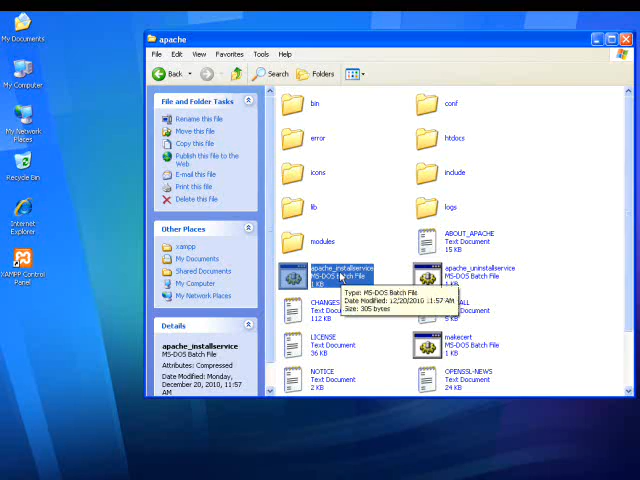 My Documents
My Computer
My Network
Places
Recycle Bin
Internet
Explorer
XAMPP Control
Panel
apache
File Edit View Favorites Tools Help
Back Search Folders
File and Folder Tasks
Rename this file
Move this file
Copy this file
Publish this file to the
Web
E-mail this file
Print this file
Delete this file
Other Places
xampp
My Documents
Shared Documents
My Computer
My Network Places
Details
apache_installservice
MS-DOS Batch File
Attributes: Compressed
Date Modified: Monday,
December 20, 2010, 11:57
AM
bin
conf
error
htdocs
icons
include
lib
logs
modules
ABOUT_APACHE
Text Document
15 KB
apache_installservice
MS-DOS Batch File
1 KB
apache_uninstallservice
MS-DOS Batch File
1 KB
Type: MS-DOS Batch File
Date Modified: 12/20/2010 11:57 AM
Size: 305 bytes
CHANGES
Text Document
112 KB
5 KB
LICENSE
Text Document
36 KB
makecert
MS-DOS Batch File
1 KB
NOTICE
Text Document
2 KB
OPENSSL-NEWS
Text Document
24 KB